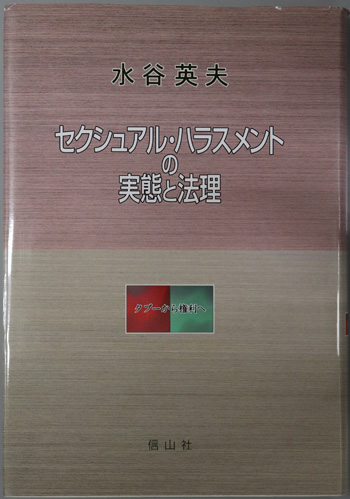 水谷英夫
セクシュアル・ハラスメント
の
実態と法理
タブーから権利へ
信山社